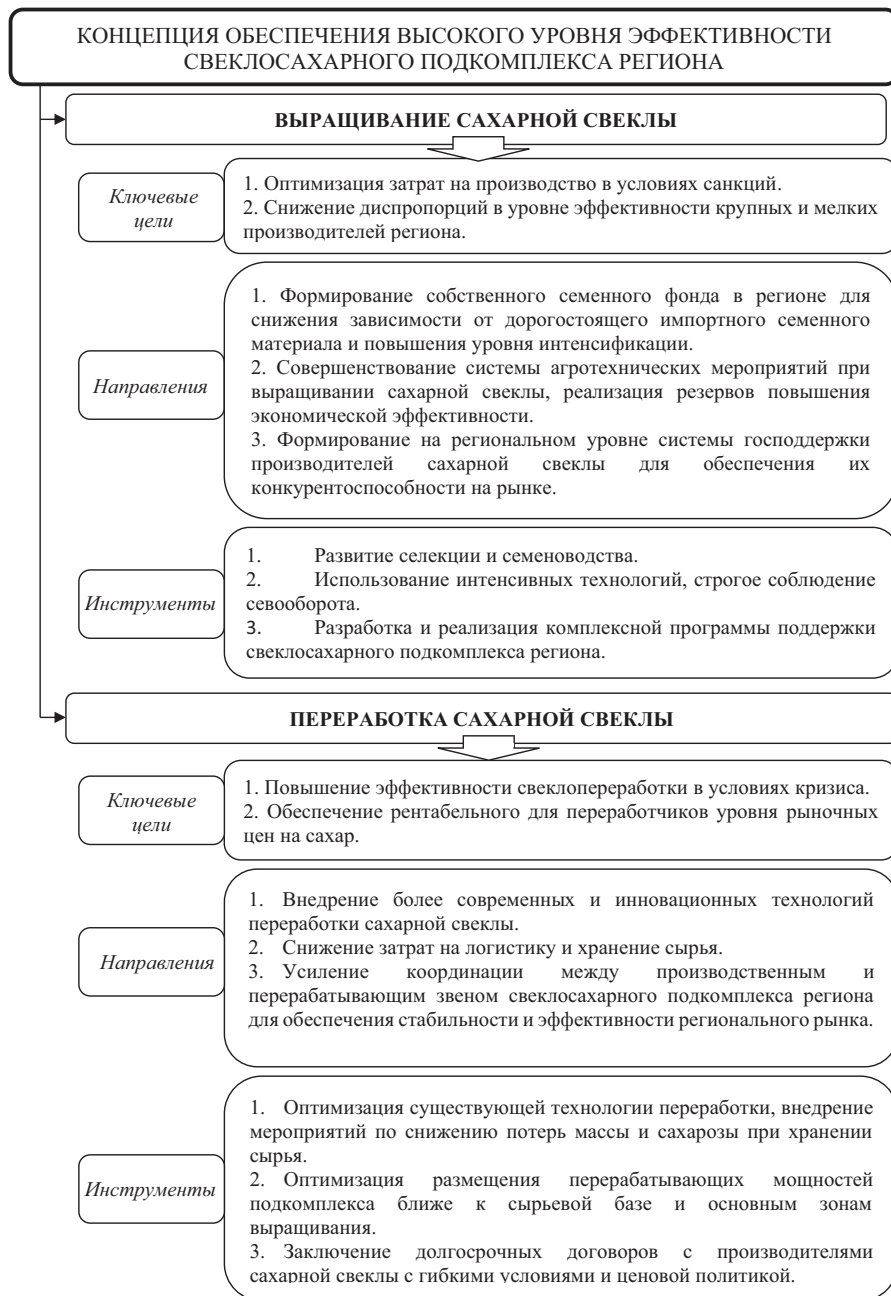 КОНЦЕПЦИЯ ОБЕСПЕЧЕНИЯ ВЫСОКОГО УРОВНЯ ЭФФЕКТИВНОСТИ
СВЕКЛОСАХАРНОГО ПОДКОМПЛЕКСА РЕГИОНА
ВЫРАЩИВАНИЕ САХАРНОЙ СВЕКЛЫ
Ключевые
цели
1. Оптимизация затрат на производство в условиях санкций.
2. Снижение диспропорций в уровне эффективности крупных и мелких
производителей региона.
Направления
1. Формирование собственного семенного фонда в регионе для
снижения зависимости от дорогостоящего импортного семенного
материала и повышения уровня интенсификации.
2. Совершенствование системы агротехнических мероприятий при
выращивании сахарной свеклы, реализация резервов повышения
экономической эффективности.
3. Формирование на региональном уровне системы господдержки
производителей сахарной свеклы для обеспечения их
конкурентоспособности на рынке.
Инструменты
1. Развитие селекции и семеноводства.
2. Использование интенсивных технологий, строгое соблюдение
севооборота.
3. Разработка и реализация комплексной программы поддержки
свеклосахарного подкомплекса региона.
ПЕРЕРАБОТКА САХАРНОЙ СВЕКЛЫ
Ключевые
цели
1. Повышение эффективности свеклопереработки в условиях кризиса.
2. Обеспечение рентабельного для переработчиков уровня рыночных
цен на сахар.
Направления
1. Внедрение более современных и инновационных технологий
переработки сахарной свеклы.
2. Снижение затрат на логистику и хранение сырья.
3. Усиление координации между производственным и
перерабатывающим звеном свеклосахарного подкомплекса региона
для обеспечения стабильности и эффективности регионального рынка.
Инструменты
1. Оптимизация существующей технологии переработки, внедрение
мероприятий по снижению потерь массы и сахарозы при хранении
сырья.
2. Оптимизация размещения перерабатывающих мощностей
подкомплекса ближе к сырьевой базе и основным зонам
выращивания.
3. Заключение долгосрочных договоров с производителями
сахарной свеклы с гибкими условиями и ценовой политикой.